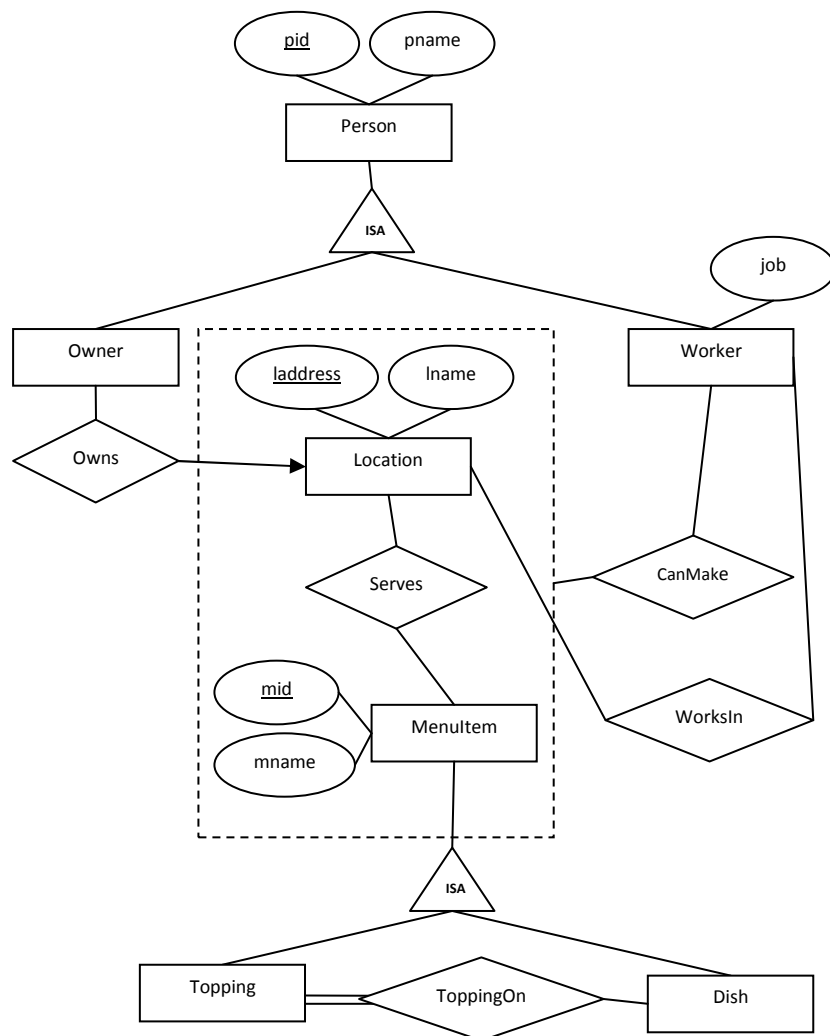 pid
pname
Person
ISA
job
Owner
Worker
laddress
lname
Owns
Location
Serves
CanMake
mid
MenuItem
WorksIn
mname
ISA
Topping
ToppingOn
Dish